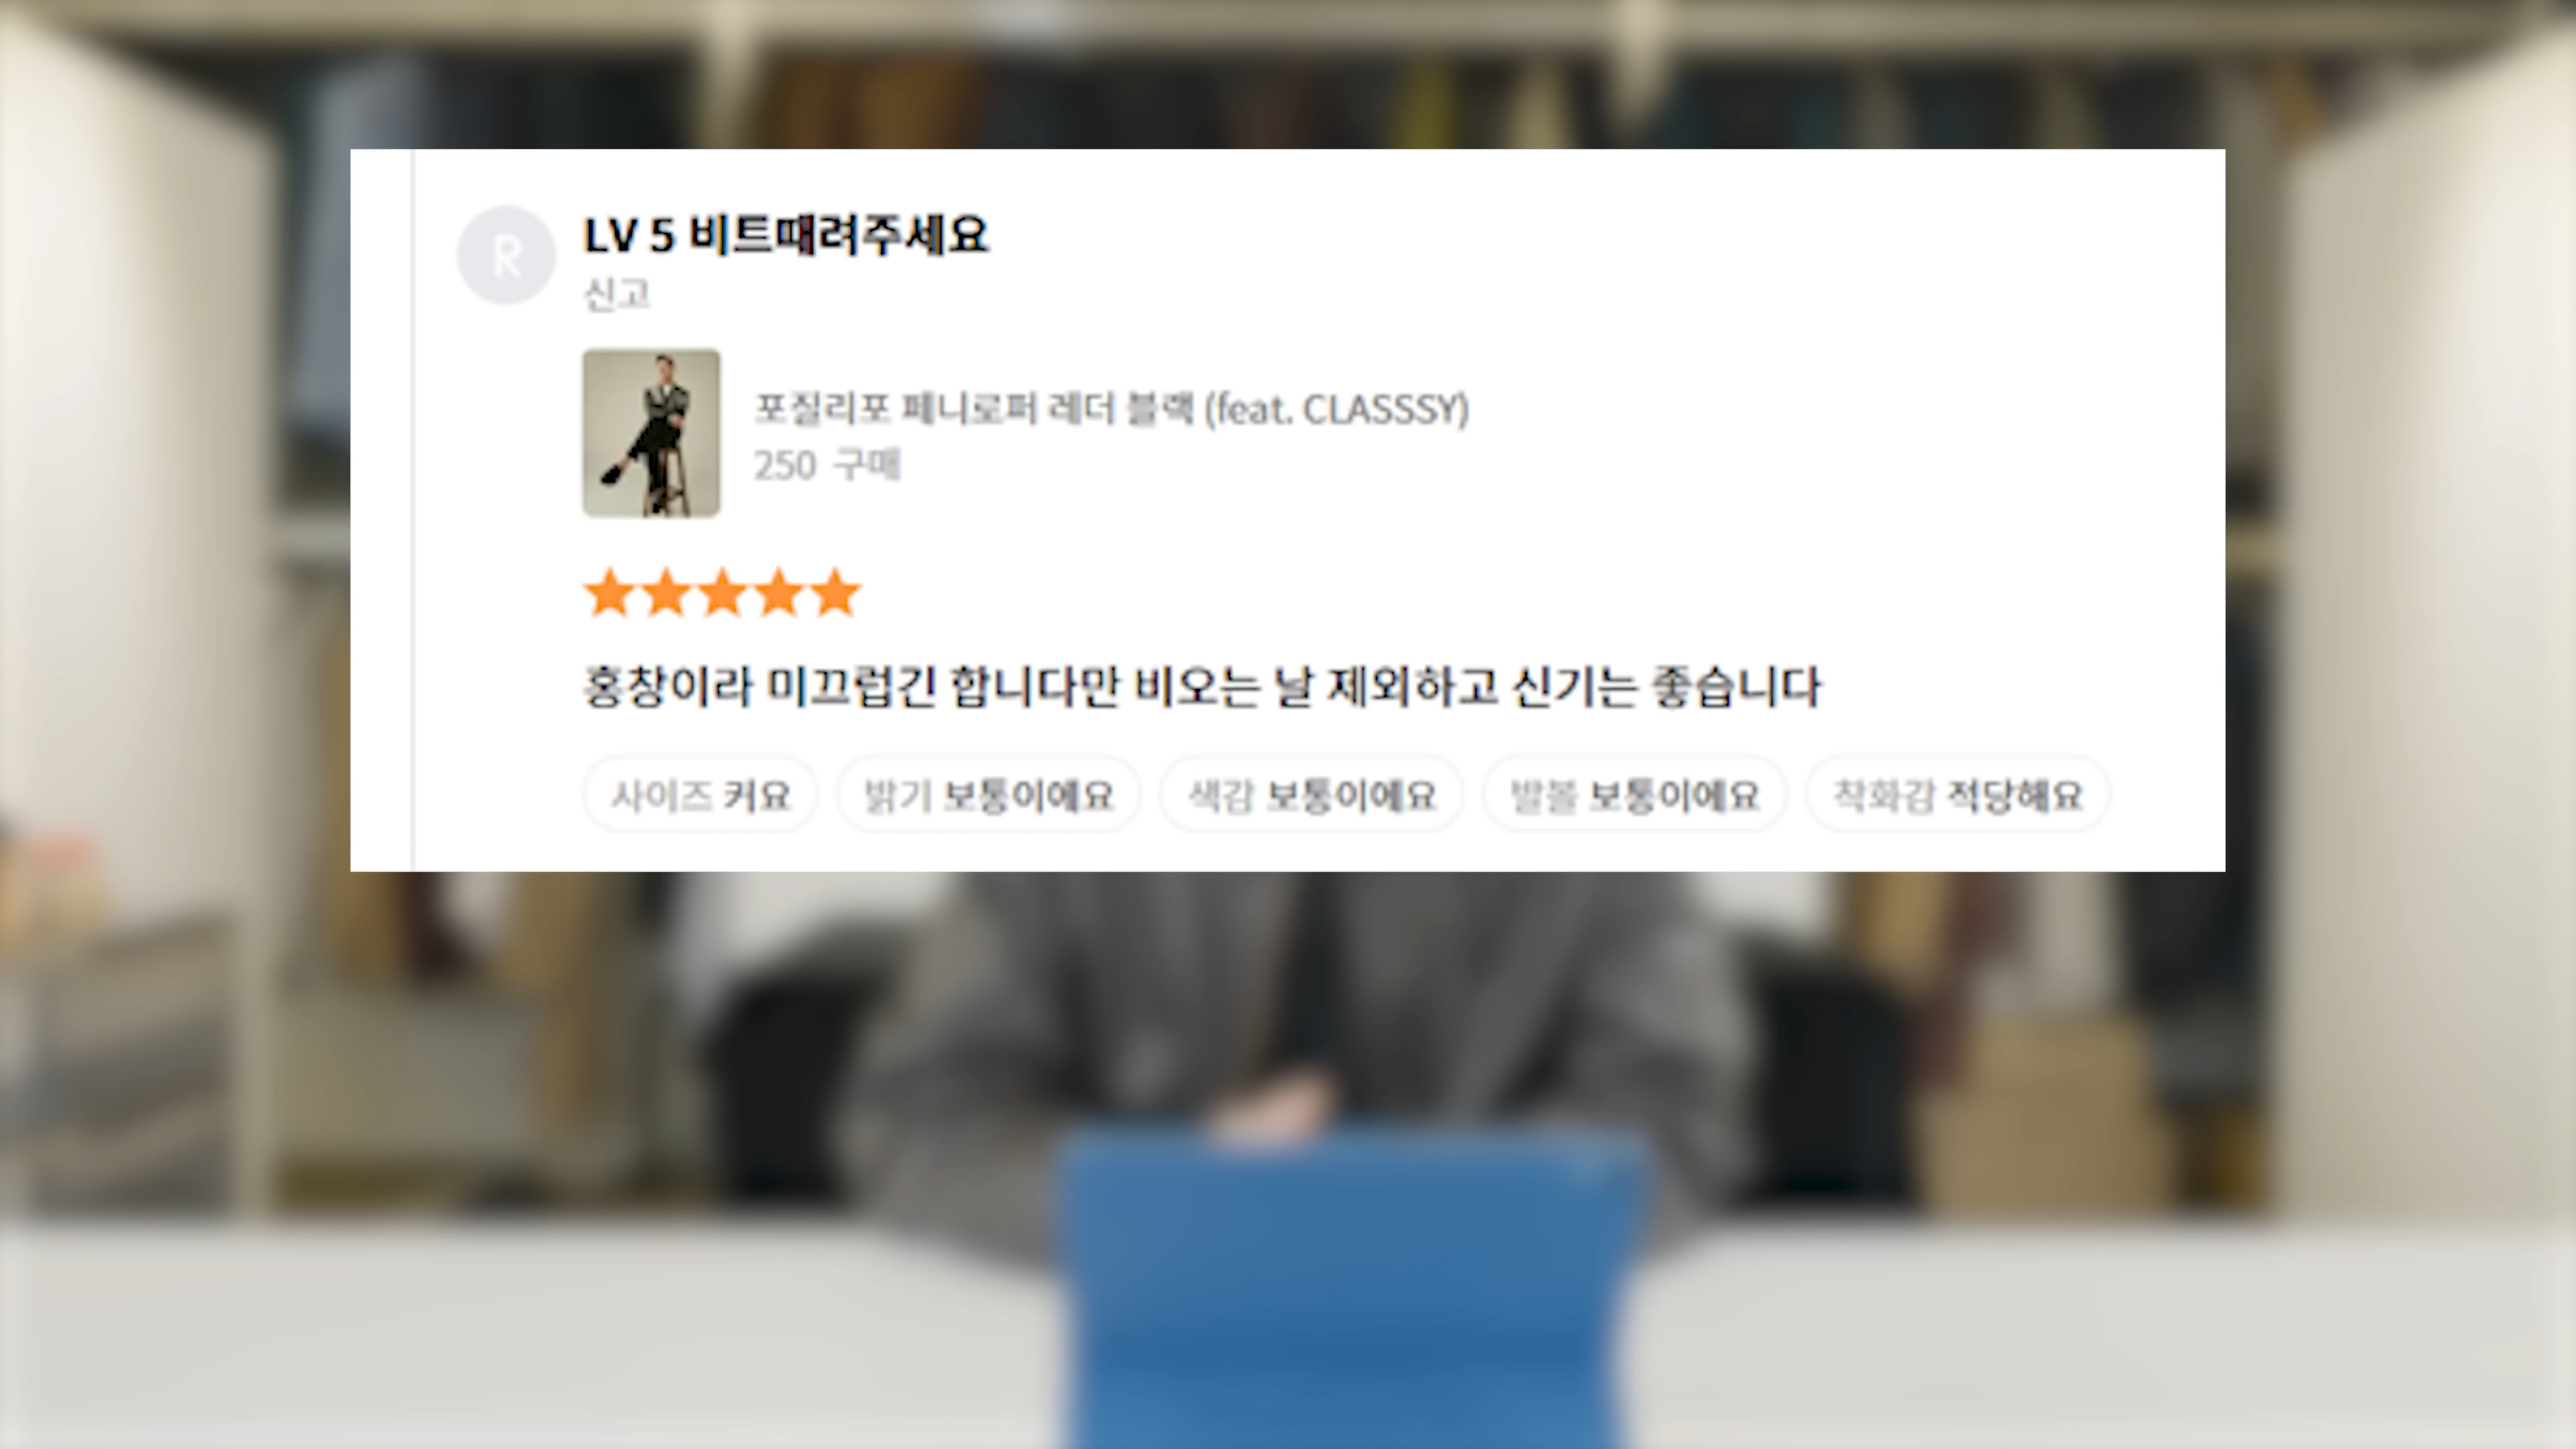 R
LV 5 비트때려주세요
신고
포질리포 페니로퍼 레더 블랙 (feat. CLASSSY)
250 구매
홍창이라 미끄럽긴 합니다만 비오는 날 제외하고 신기는 좋습니다
사이즈 커요 밝기 보통이에요 색감 보통이에요 발볼 보통이에요 착화감 적당해요